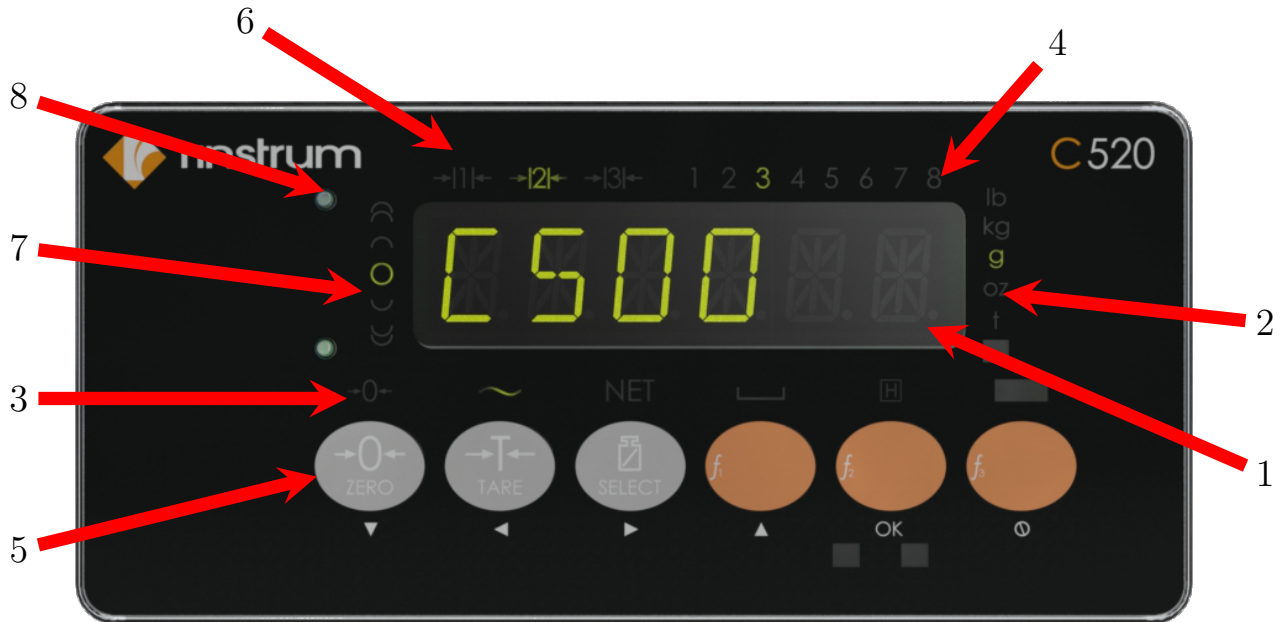 6
4
8
rinstrum
C520
→|1|← →|2|← →|3|← 1 2 3 4 5 6 7 8
lb
kg
7
C500
g
oz
2
t
3
→0← ~ NET H
→0← →T←
ZERO TARE SELECT f1 f2 f3
1
OK
5